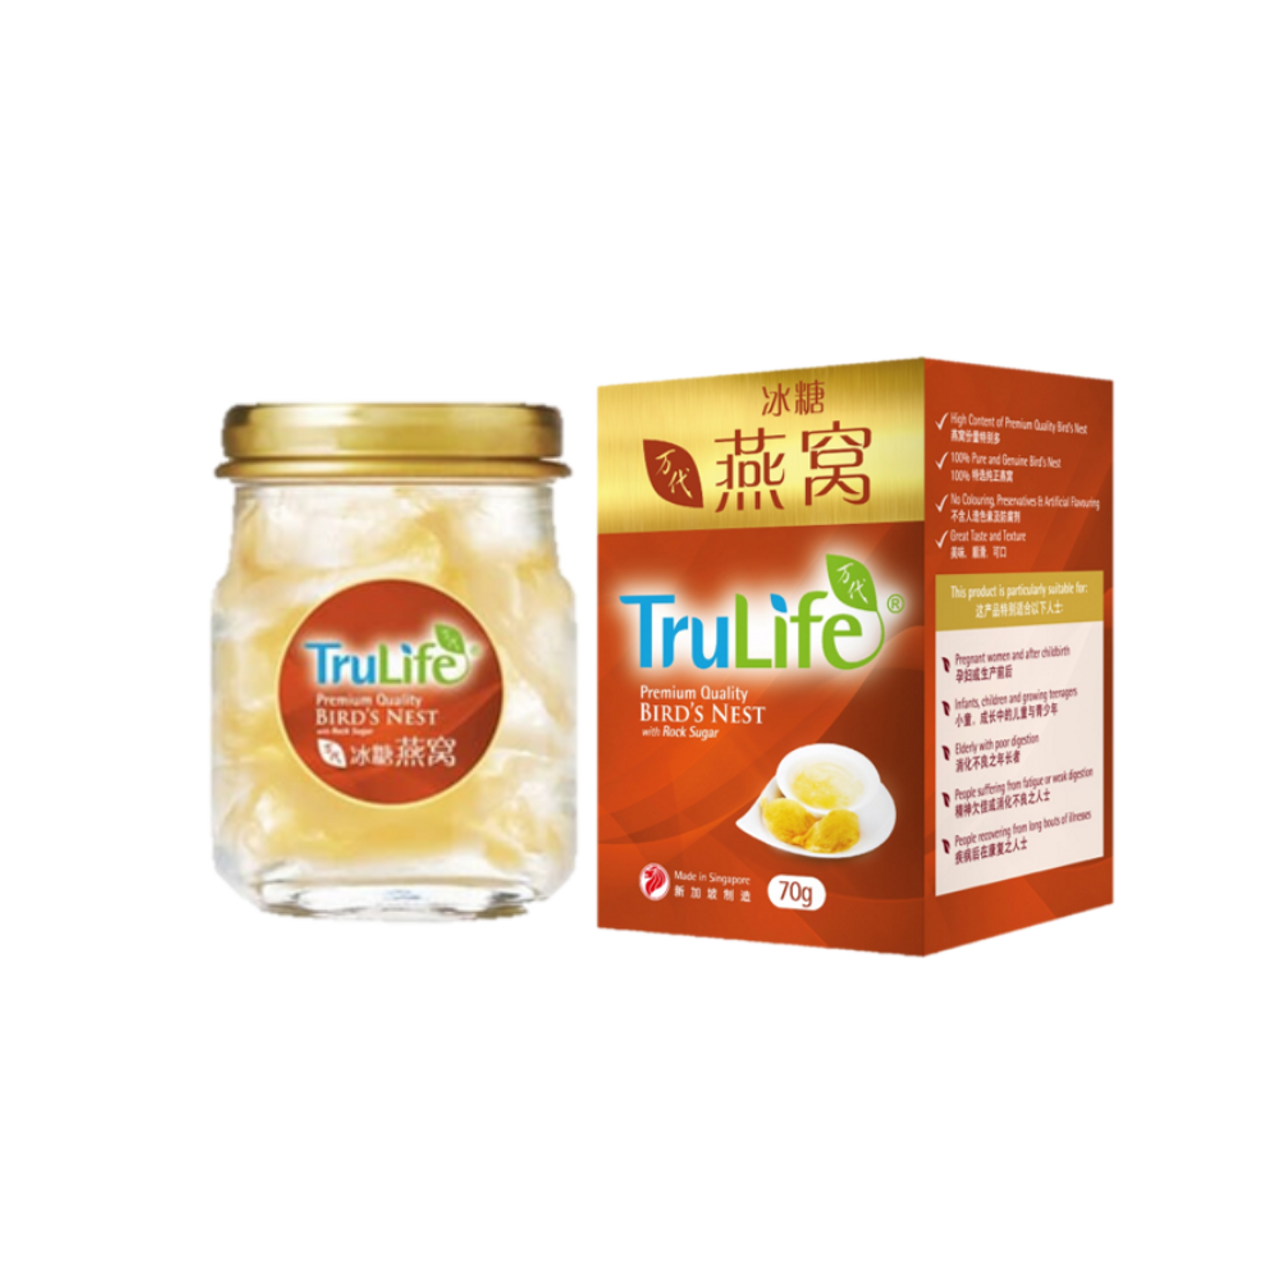 TruLife
万代
®
Premium Quality
BIRD'S NEST
with Rock Sugar
万代
冰糖燕窝
冰糖
万代
燕窝
万代
TruLife®
Premium Quality
BIRD'S NEST
with Rock Sugar
Made in Singapore
新加坡制造
70g
High Content of Premium Quality Bird's Nest
燕窝份量特别多
100% Pure and Genuine Bird's Nest
100% 特选纯正燕窝
No Colouring, Preservatives & Artificial Flavouring
不含人造色素及防腐剂
Great Taste and Texture
美味, 顺滑, 可口
This product is particularly suitable for:
这产品特别适合以下人士:
Pregnant women and after childbirth
孕妇或生产前后
Infants, children and growing teenagers
小童, 成长中的儿童与青少年
Elderly with poor digestion
消化不良之年长者
People suffering from fatigue or weak digestion
精神欠佳或消化不良之人士
People recovering from long bouts of illnesses
疾病后在康复之人士